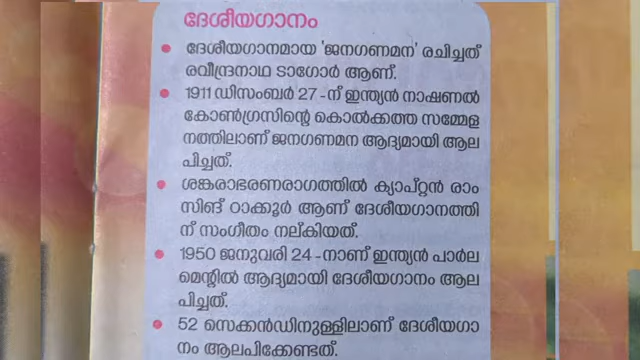 ദേശീയഗാനം
• ദേശീയഗാനമായ 'ജനഗണമന' രചിച്ചത്
രവീന്ദ്രനാഥ ടാഗോർ ആണ്.
• 1911 ഡിസംബർ 27 -ന് ഇന്ത്യൻ നാഷണൽ
കോൺഗ്രസിന്റെ കൊൽക്കത്ത സമ്മേള
നത്തിലാണ് ജനഗണമന ആദ്യമായി ആല
പിച്ചത്.
• ശങ്കരാഭരണരാഗത്തിൽ ക്യാപ്റ്റൻ രാം
സിങ് ഠാക്കൂർ ആണ് ദേശീയഗാനത്തി
ന് സംഗീതം നല്കിയത്.
• 1950 ജനുവരി 24 -നാണ് ഇന്ത്യൻ പാർല
മെന്റിൽ ആദ്യമായി ദേശീയഗാനം ആല
പിച്ചത്.
• 52 സെക്കൻഡിനുള്ളിലാണ് ദേശീയഗാ
നം ആലപിക്കേണ്ടത്.